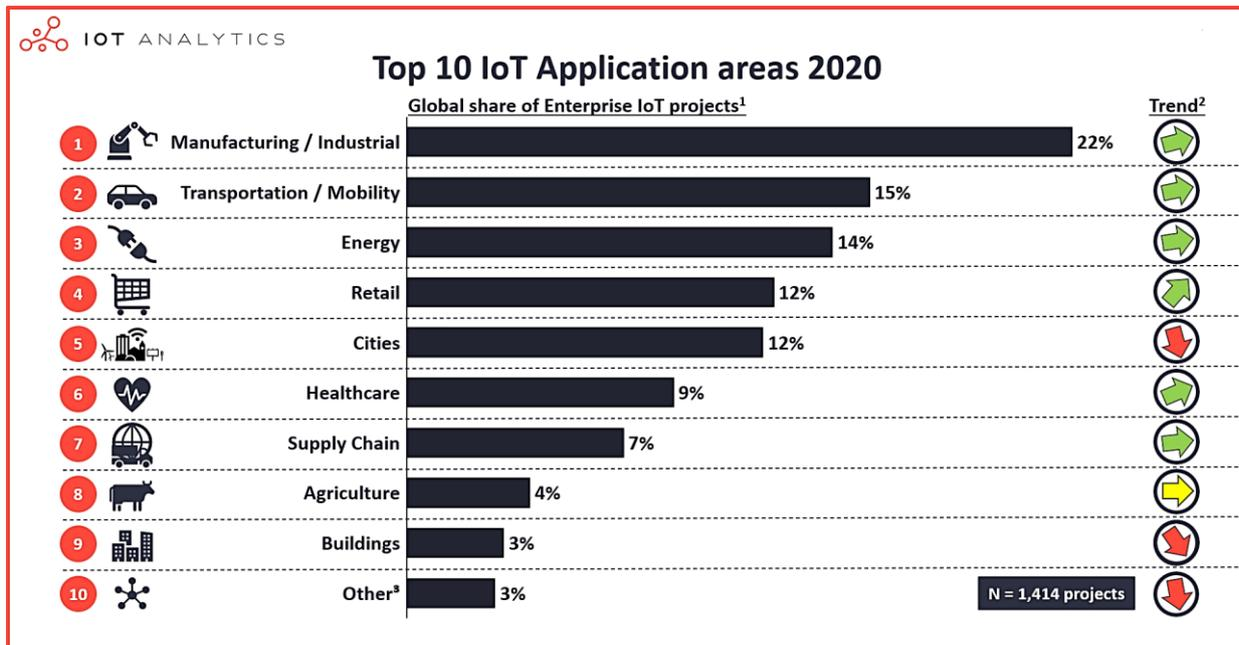 IOT ANALYTICS
Top 10 IoT Application areas 2020
Global share of Enterprise IoT projects¹ Trend²
1 Manufacturing / Industrial 22%
2 Transportation / Mobility 15%
3 Energy 14%
4 Retail 12%
5 Cities 12%
6 Healthcare 9%
7 Supply Chain 7%
8 Agriculture 4%
9 Buildings 3%
10 Other³ 3% N = 1,414 projects